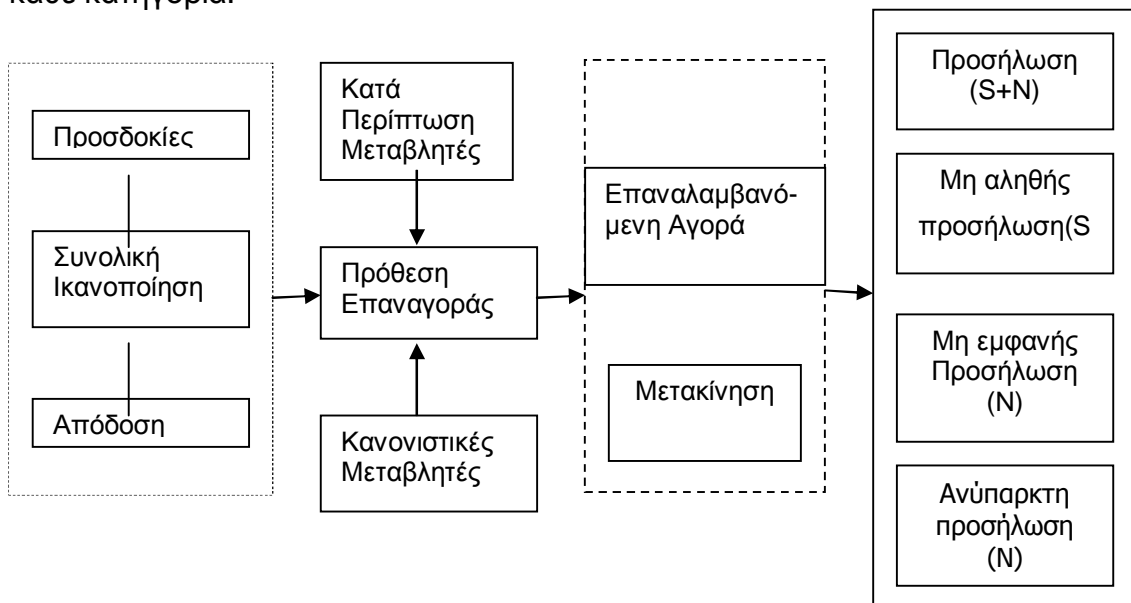 κάθε κατηγορία.
Προσδοκίες
Συνολική
Ικανοποίηση
Απόδοση
Κατά
Περίπτωση
Μεταβλητές
Πρόθεση
Επαναγοράς
Κανονιστικές
Μεταβλητές
Επαναλαμβανό-
μενη Αγορά
Μετακίνηση
Προσήλωση
(S+N)
Μη αληθής
προσήλωση(S
Μη εμφανής
Προσήλωση
(N)
Ανύπαρκτη
προσήλωση
(N)